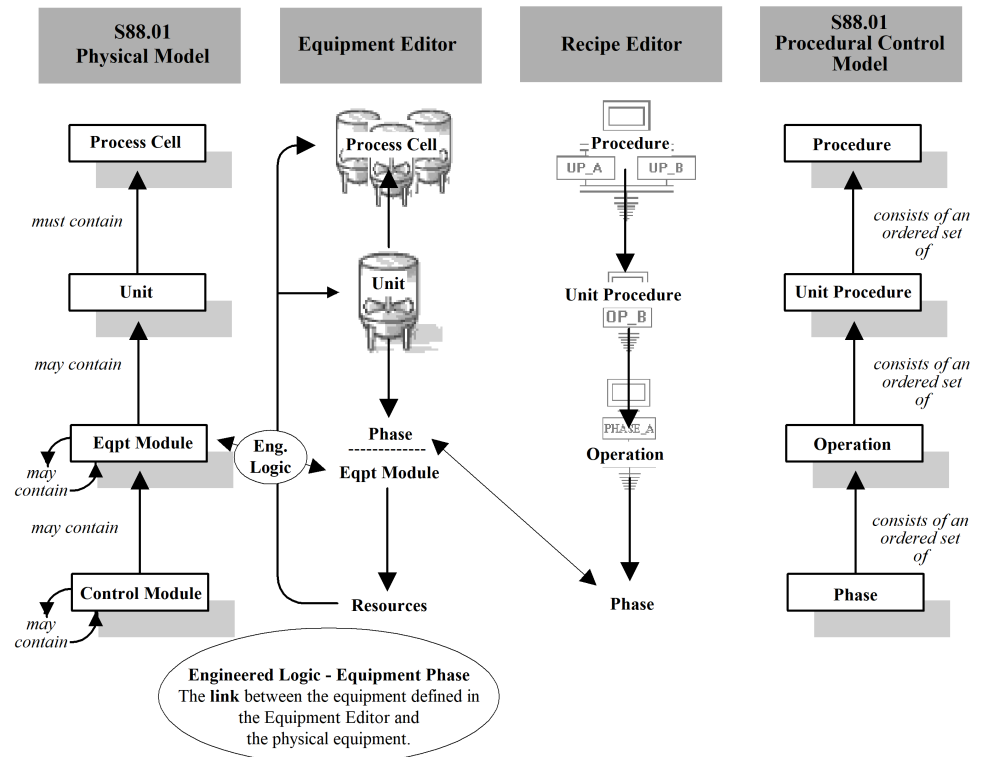 S88.01
Physical Model
Equipment Editor
Recipe Editor
S88.01
Procedural Control
Model
Process Cell
must contain
Unit
may contain
Eqpt Module
may
contain
may contain
Control Module
may
contain
Process Cell
Unit
Phase
Eqpt Module
Eng.
Logic
Resources
Engineered Logic - Equipment Phase
The link between the equipment defined in
the Equipment Editor and
the physical equipment.
Procedure
UP_A
UP_B
Unit Procedure
OP_B
PHASE_A
Operation
Phase
Procedure
consists of an
ordered set
of
Unit Procedure
consists of an
ordered set
of
Operation
consists of an
ordered set
of
Phase